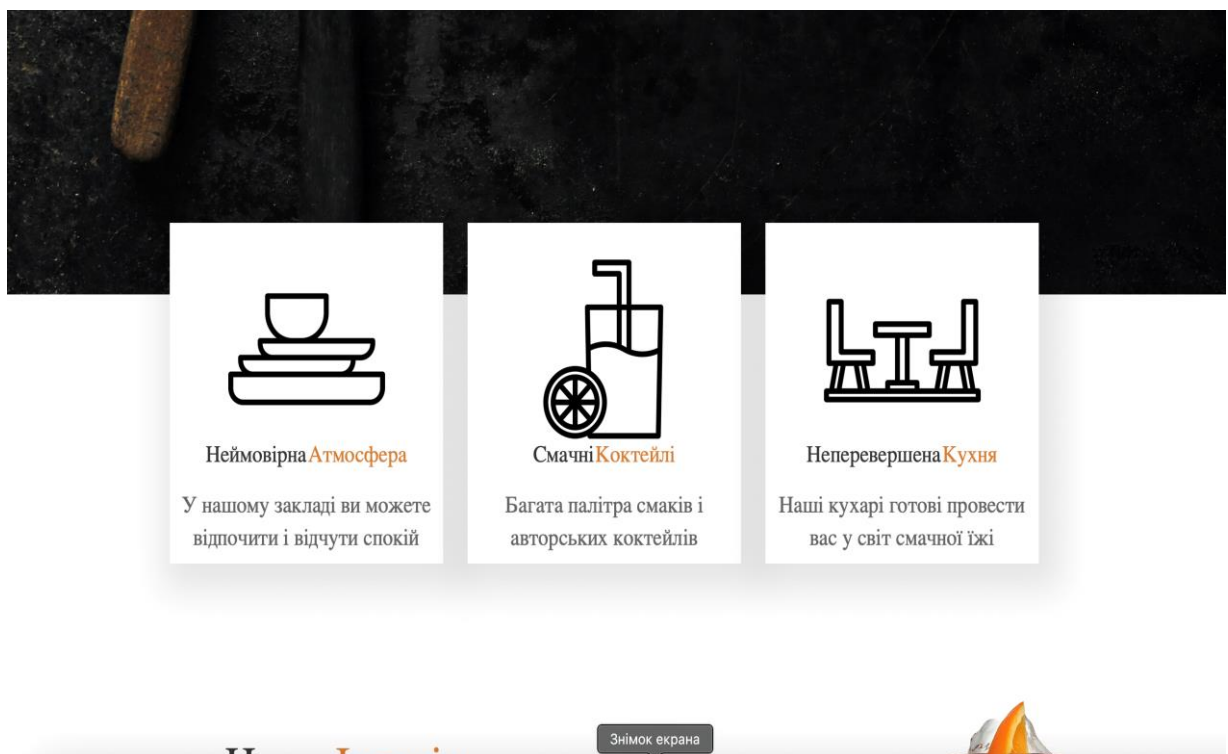 Неймовірна Атмосфера
У нашому закладі ви можете
відпочити і відчути спокій
Смачні Коктейлі
Багата палітра смаків і
авторських коктейлів
Неперевершена Кухня
Наші кухарі готові провести
вас у світ смачної їжі
Знімок екрана